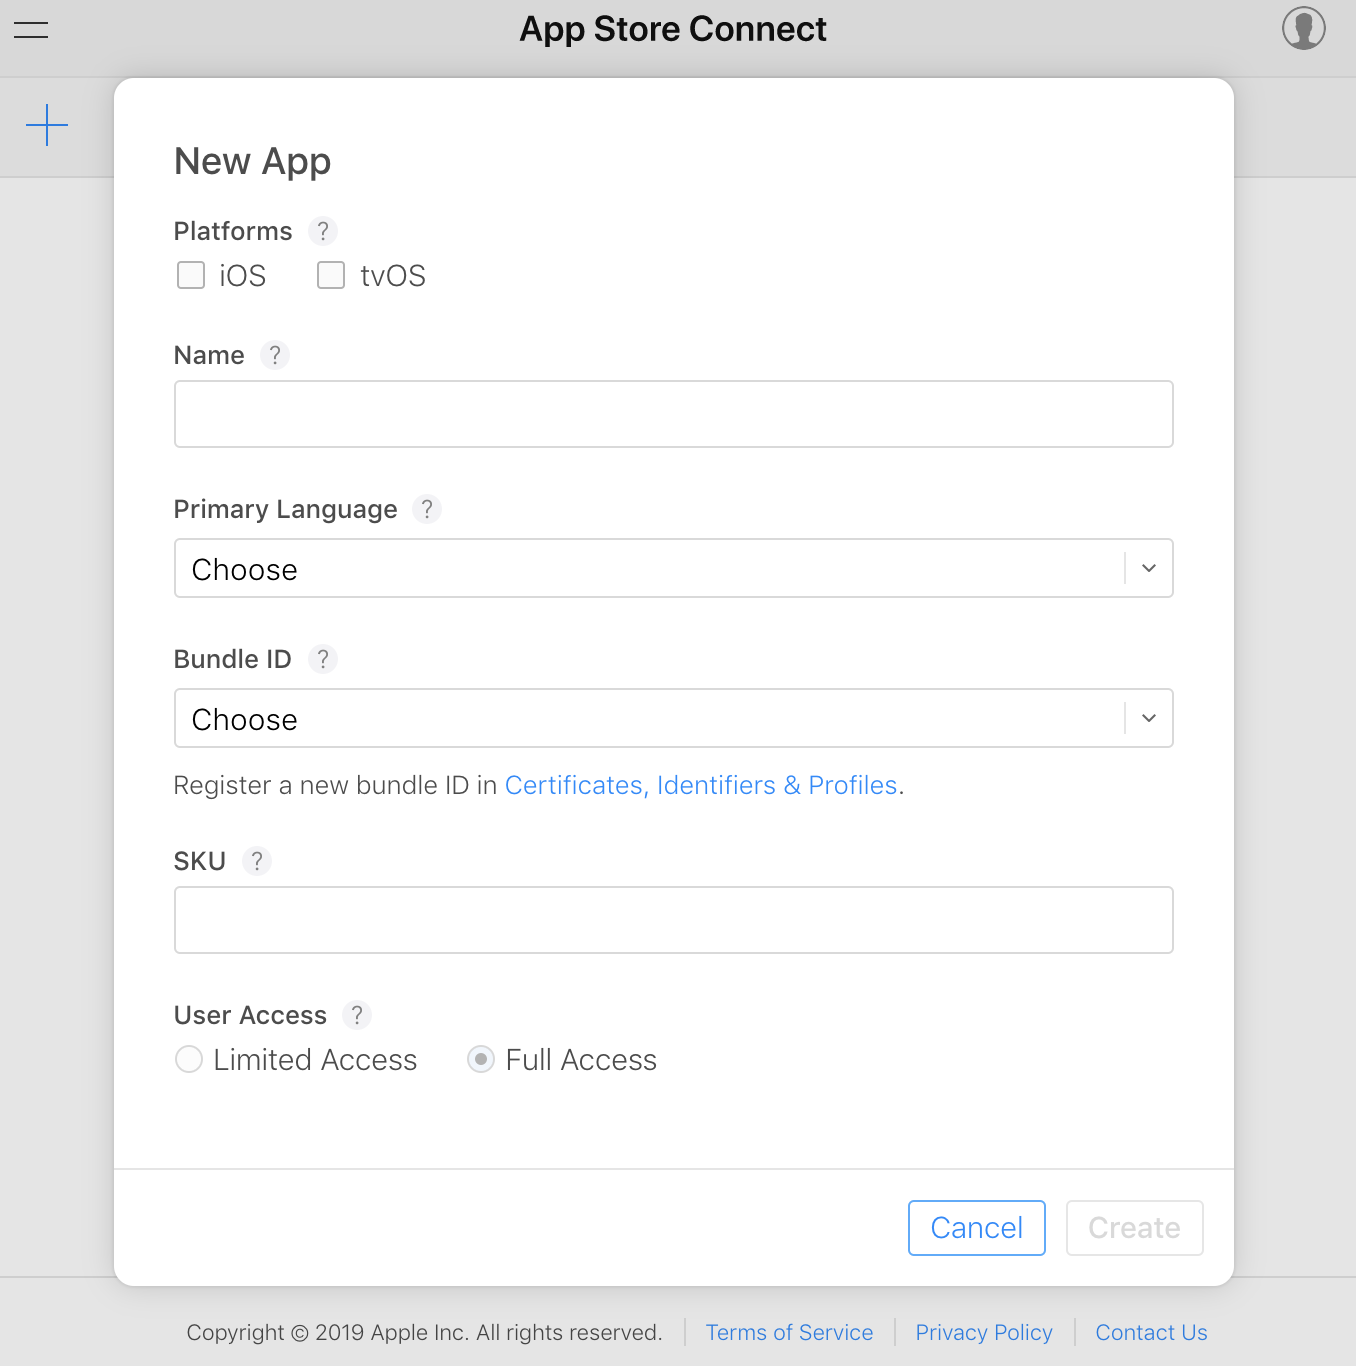 App Store Connect
New App
Platforms ?
iOS tvOS
Name ?
Primary Language ?
Choose
Bundle ID ?
Choose
Register a new bundle ID in Certificates, Identifiers & Profiles.
SKU ?
User Access ?
Limited Access Full Access
Cancel Create
Copyright © 2019 Apple Inc. All rights reserved. Terms of Service Privacy Policy Contact Us